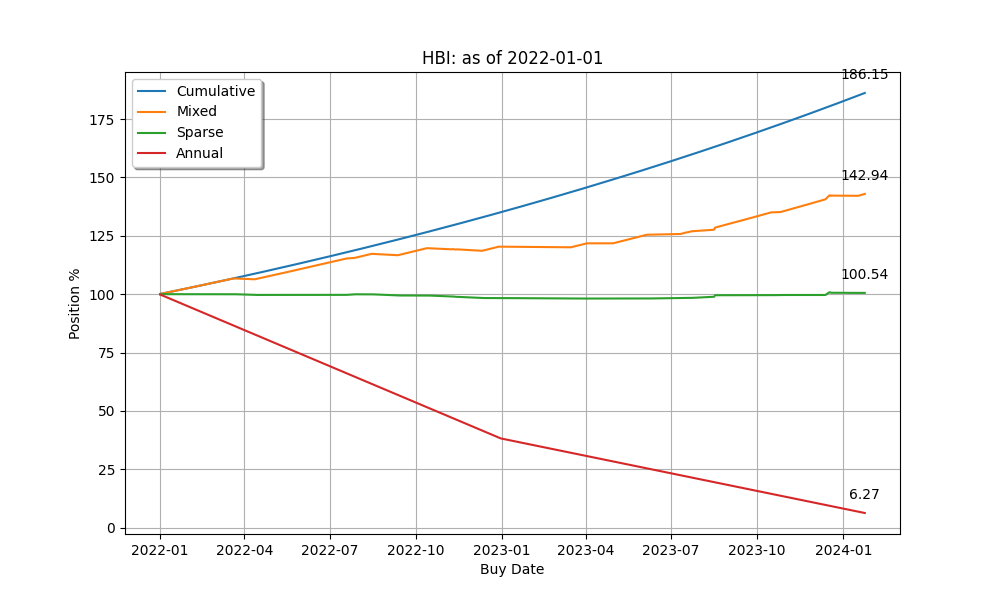 HBI: as of 2022-01-01
186.15
Cumulative
Mixed
Sparse
Annual
142.94
100.54
6.27
175
150
125
100
75
50
25
0
Position %
2022-01 2022-04 2022-07 2022-10 2023-01 2023-04 2023-07 2023-10 2024-01
Buy Date